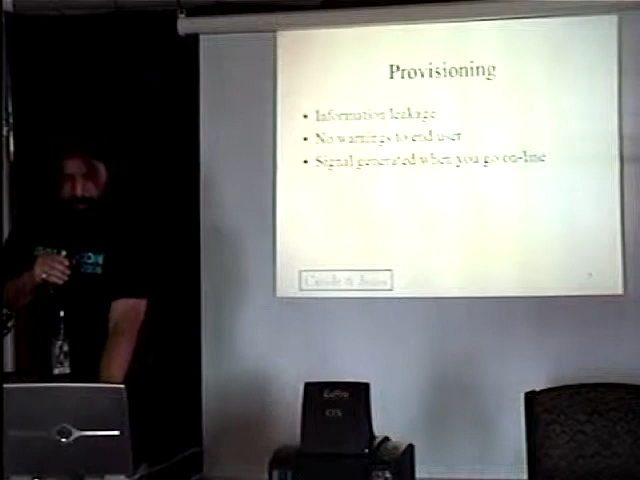 Provisioning
• Information leakage
• No warnings to end user
• Signal generated when you go on-line